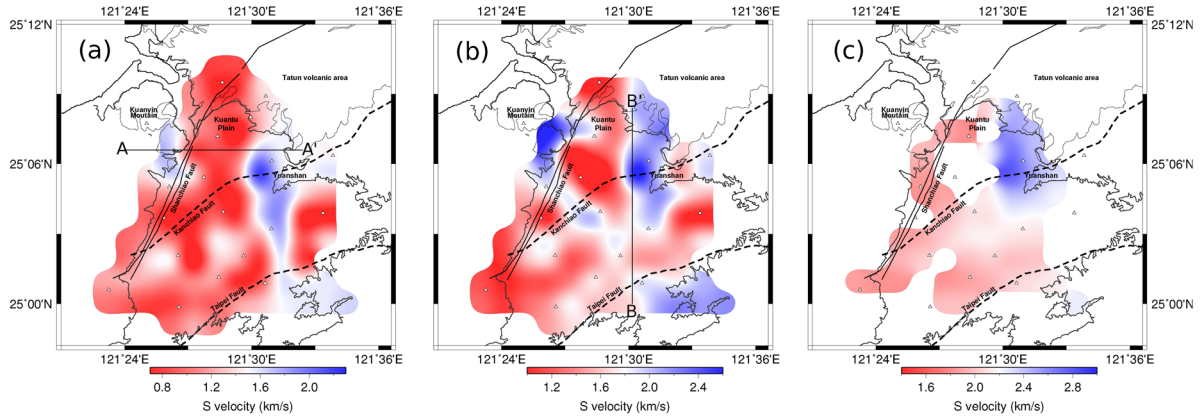 121˚24'E 121˚30'E 121˚36'E 121˚24'E 121˚30'E 121˚36'E 121˚24'E 121˚30'E 121˚36'E
25˚12'N
25˚06'N
25˚00'N
(a)
Tatun volcanic area
Kuanyin
Moutain
Kuantu
Plain
A
A'
Shanchiao Fault
Kanchiao Fault
Yuanshan
Taipei Fault
121˚24'E 121˚30'E 121˚36'E
0.8 1.2 1.6 2.0
S velocity (km/s)
(b)
Tatun volcanic area
Kuanyin
Moutain
Kuantu
Plain
B'
Shanchiao Fault
Kanchiao Fault
Yuanshan
Taipei Fault
B
121˚24'E 121˚30'E 121˚36'E
1.2 1.6 2.0 2.4
S velocity (km/s)
(c)
Tatun volcanic area
Kuanyin
Moutain
Kuantu
Plain
Shanchiao Fault
Kanchiao Fault
Yuanshan
Taipei Fault
25˚12'N
25˚06'N
25˚00'N
121˚24'E 121˚30'E 121˚36'E
1.6 2.0 2.4 2.8
S velocity (km/s)